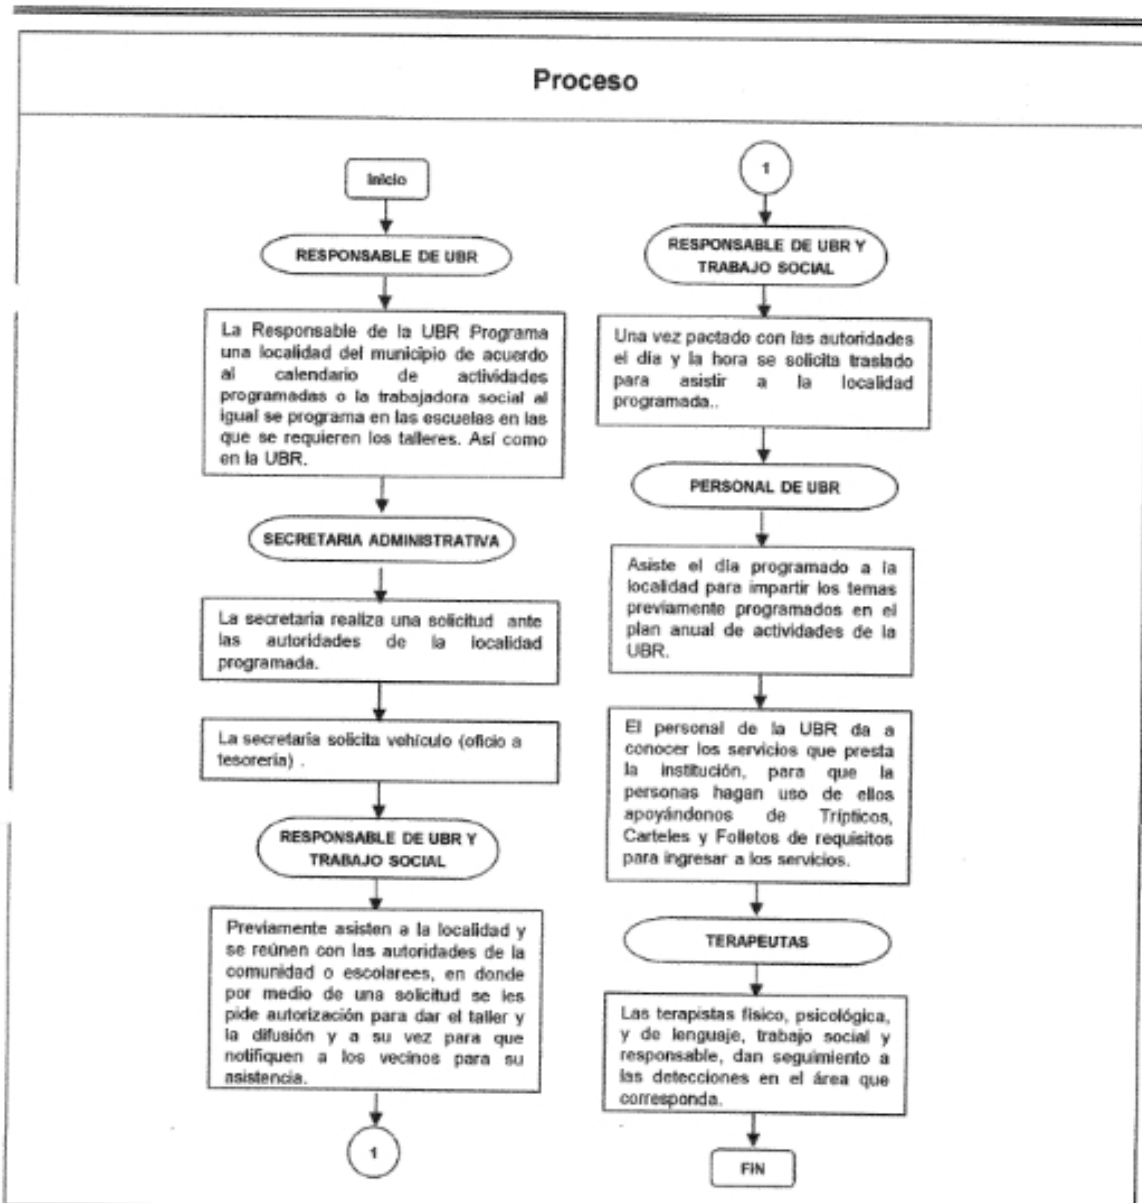 Proceso
Inicio
RESPONSABLE DE UBR
La Responsable de la UBR Programa
una localidad del municipio de acuerdo
al calendario de actividades
programadas o la trabajadora social al
igual se programa en las escuelas en las
que se requieren los talleres. Así como
en la UBR.
SECRETARIA ADMINISTRATIVA
La secretaria realiza una solicitud ante
las autoridades de la localidad
programada.
La secretaria solicita vehículo (oficio a
tesorería) .
RESPONSABLE DE UBR Y
TRABAJO SOCIAL
Previamente asisten a la localidad y
se reúnen con las autoridades de la
comunidad o escolarees, en donde
por medio de una solicitud se les
pide autorización para dar el taller y
la difusión y a su vez para que
notifiquen a los vecinos para su
asistencia.
1
1
RESPONSABLE DE UBR Y
TRABAJO SOCIAL
Una vez pactado con las autoridades
el día y la hora se solicita traslado
para asistir a la localidad
programada..
PERSONAL DE UBR
Asiste el día programado a la
localidad para impartir los temas
previamente programados en el
plan anual de actividades de la
UBR.
El personal de la UBR da a
conocer los servicios que presta
la institución, para que la
personas hagan uso de ellos
apoyándonos de Trípticos,
Carteles y Folletos de requisitos
para ingresar a los servicios.
TERAPEUTAS
Las terapistas físico, psicológica,
y de lenguaje, trabajo social y
responsable, dan seguimiento a
las detecciones en el área que
corresponda.
FIN